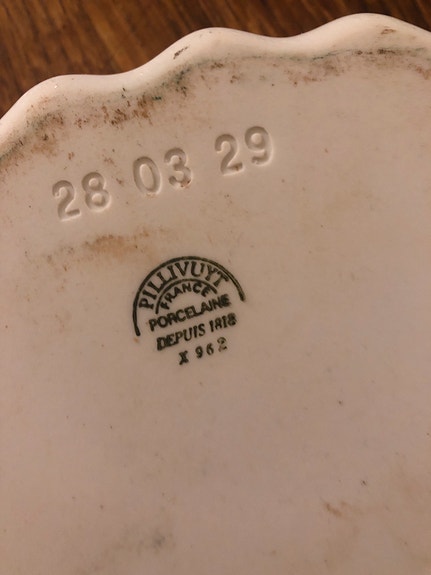 28 03 29
PILLIVUYT
FRANCE
PORCELAINE
DEPUIS 1818
X 962